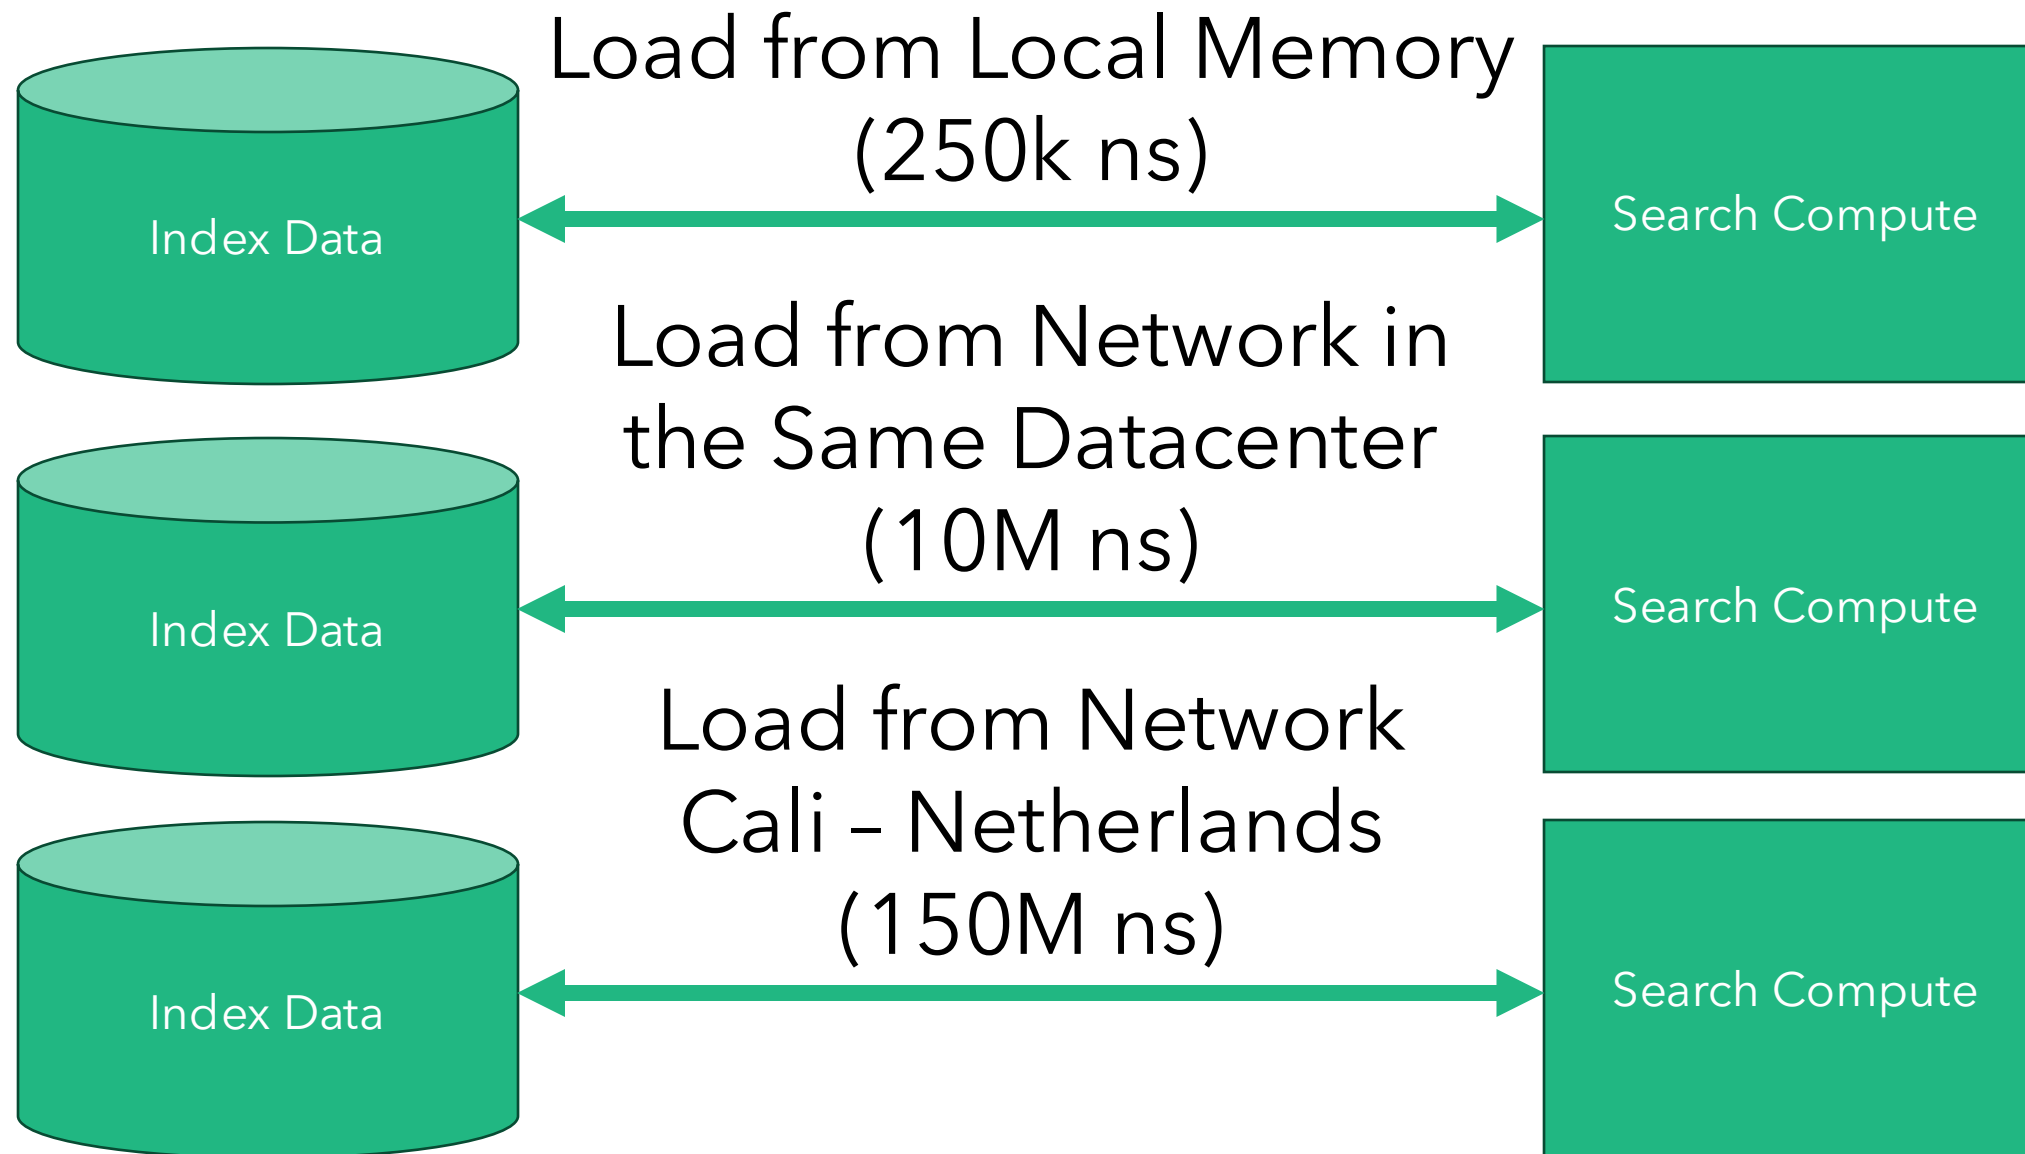 Load from Local Memory
(250k ns)
Index Data
Search Compute
Load from Network in
the Same Datacenter
(10M ns)
Index Data
Search Compute
Load from Network
Cali – Netherlands
(150M ns)
Index Data
Search Compute